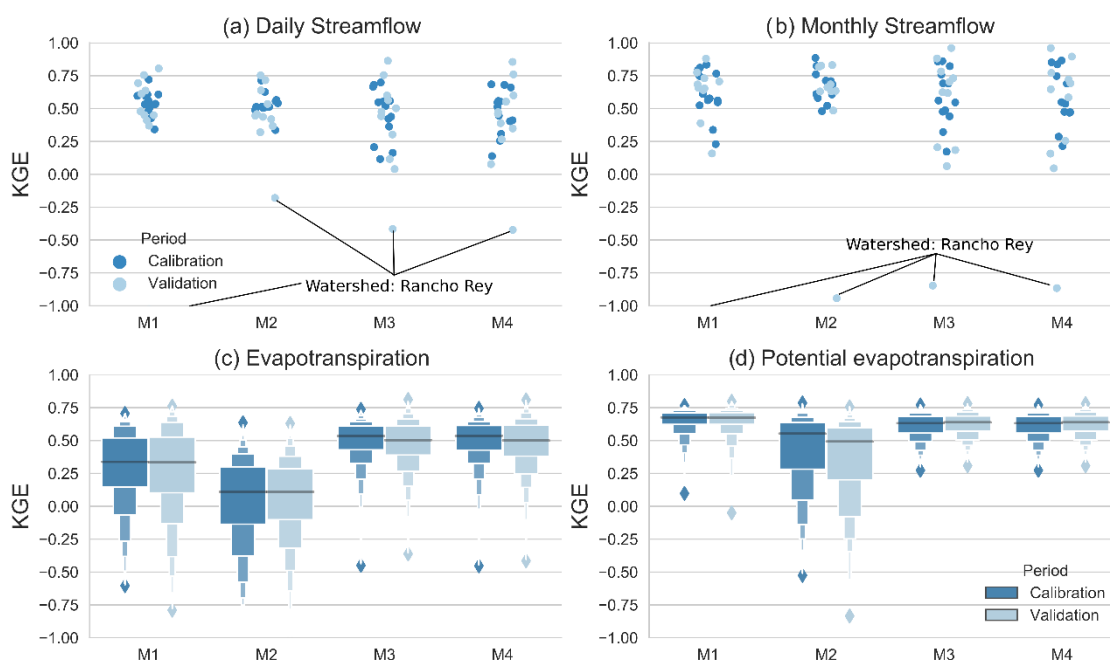 (a) Daily Streamflow
(b) Monthly Streamflow
KGE
1.00
0.75
0.50
0.25
0.00
−0.25
−0.50
−0.75
−1.00
Period
Calibration
Validation
Watershed: Rancho Rey
M1 M2 M3 M4
KGE
1.00
0.75
0.50
0.25
0.00
−0.25
−0.50
−0.75
−1.00
Watershed: Rancho Rey
M1 M2 M3 M4
(c) Evapotranspiration
(d) Potential evapotranspiration
KGE
1.00
0.75
0.50
0.25
0.00
−0.25
−0.50
−0.75
−1.00
M1 M2 M3 M4
KGE
1.00
0.75
0.50
0.25
0.00
−0.25
−0.50
−0.75
−1.00
Period
Calibration
Validation
M1 M2 M3 M4